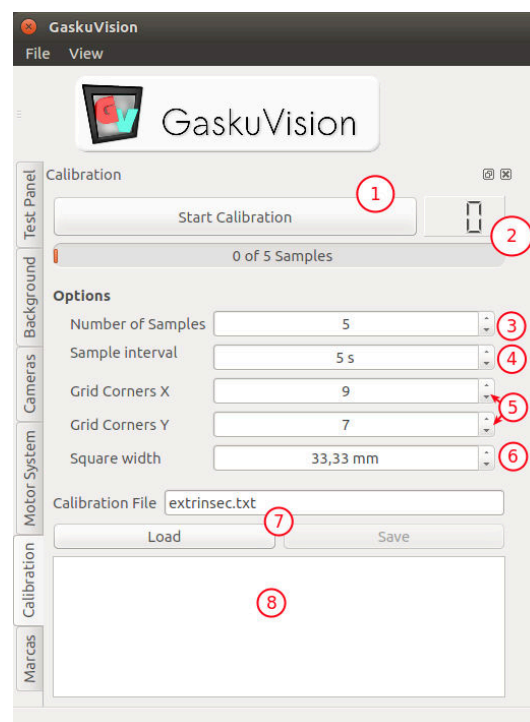 GaskuVision
File View
GV GaskuVision
Calibration
1
Start Calibration
0
2
0 of 5 Samples
Options
Number of Samples 5 3
Sample interval 5 s 4
Grid Corners X 9
5
Grid Corners Y 7
Square width 33,33 mm 6
Calibration File extrinsec.txt
7
Load Save
8
Test Panel
Background
Cameras
Motor System
Calibration
Marcas